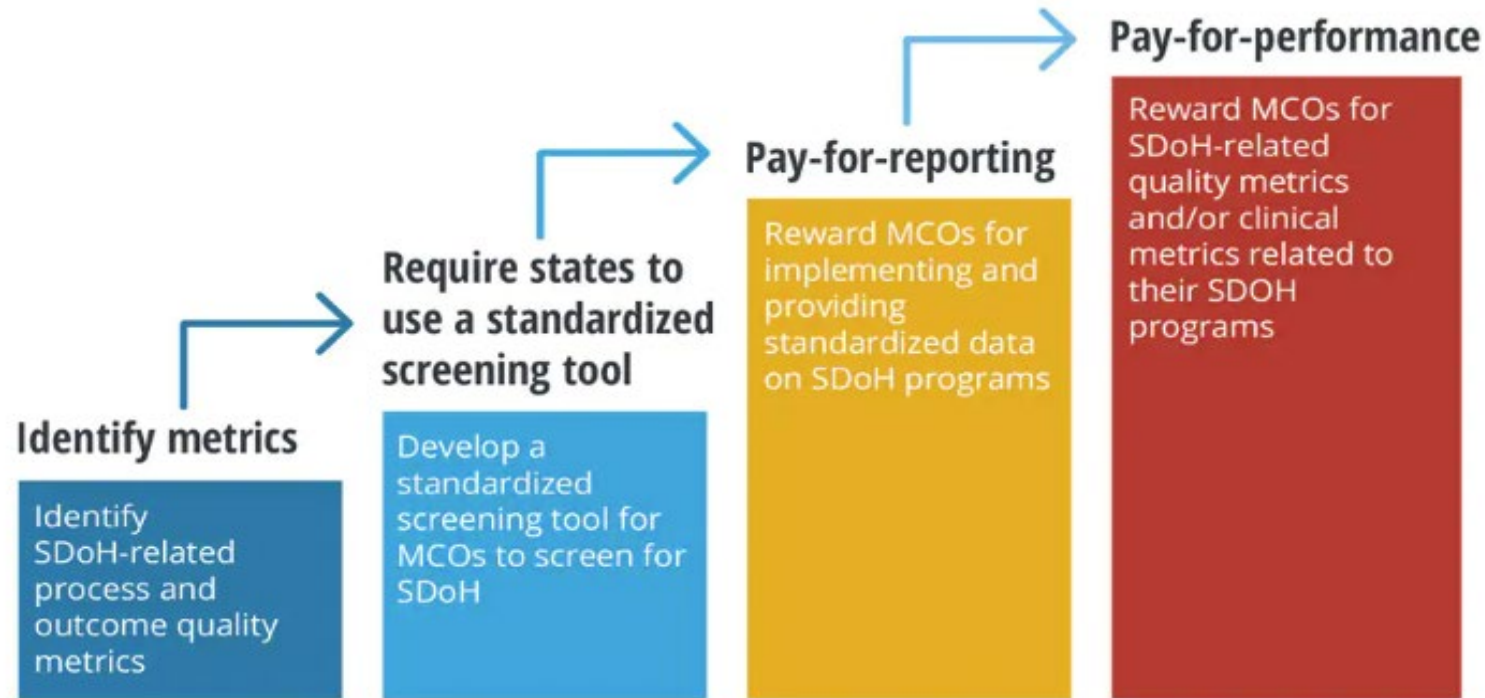 Identify metrics
Identify
SDoH-related
process and
outcome quality
metrics
Require states to
use a standardized
screening tool
Develop a
standardized
screening tool for
MCOs to screen for
SDoH
Pay-for-reporting
Reward MCOs for
implementing and
providing
standardized data
on SDoH programs
Pay-for-performance
Reward MCOs for
SDoH-related
quality metrics
and/or clinical
metrics related to
their SDOH
programs